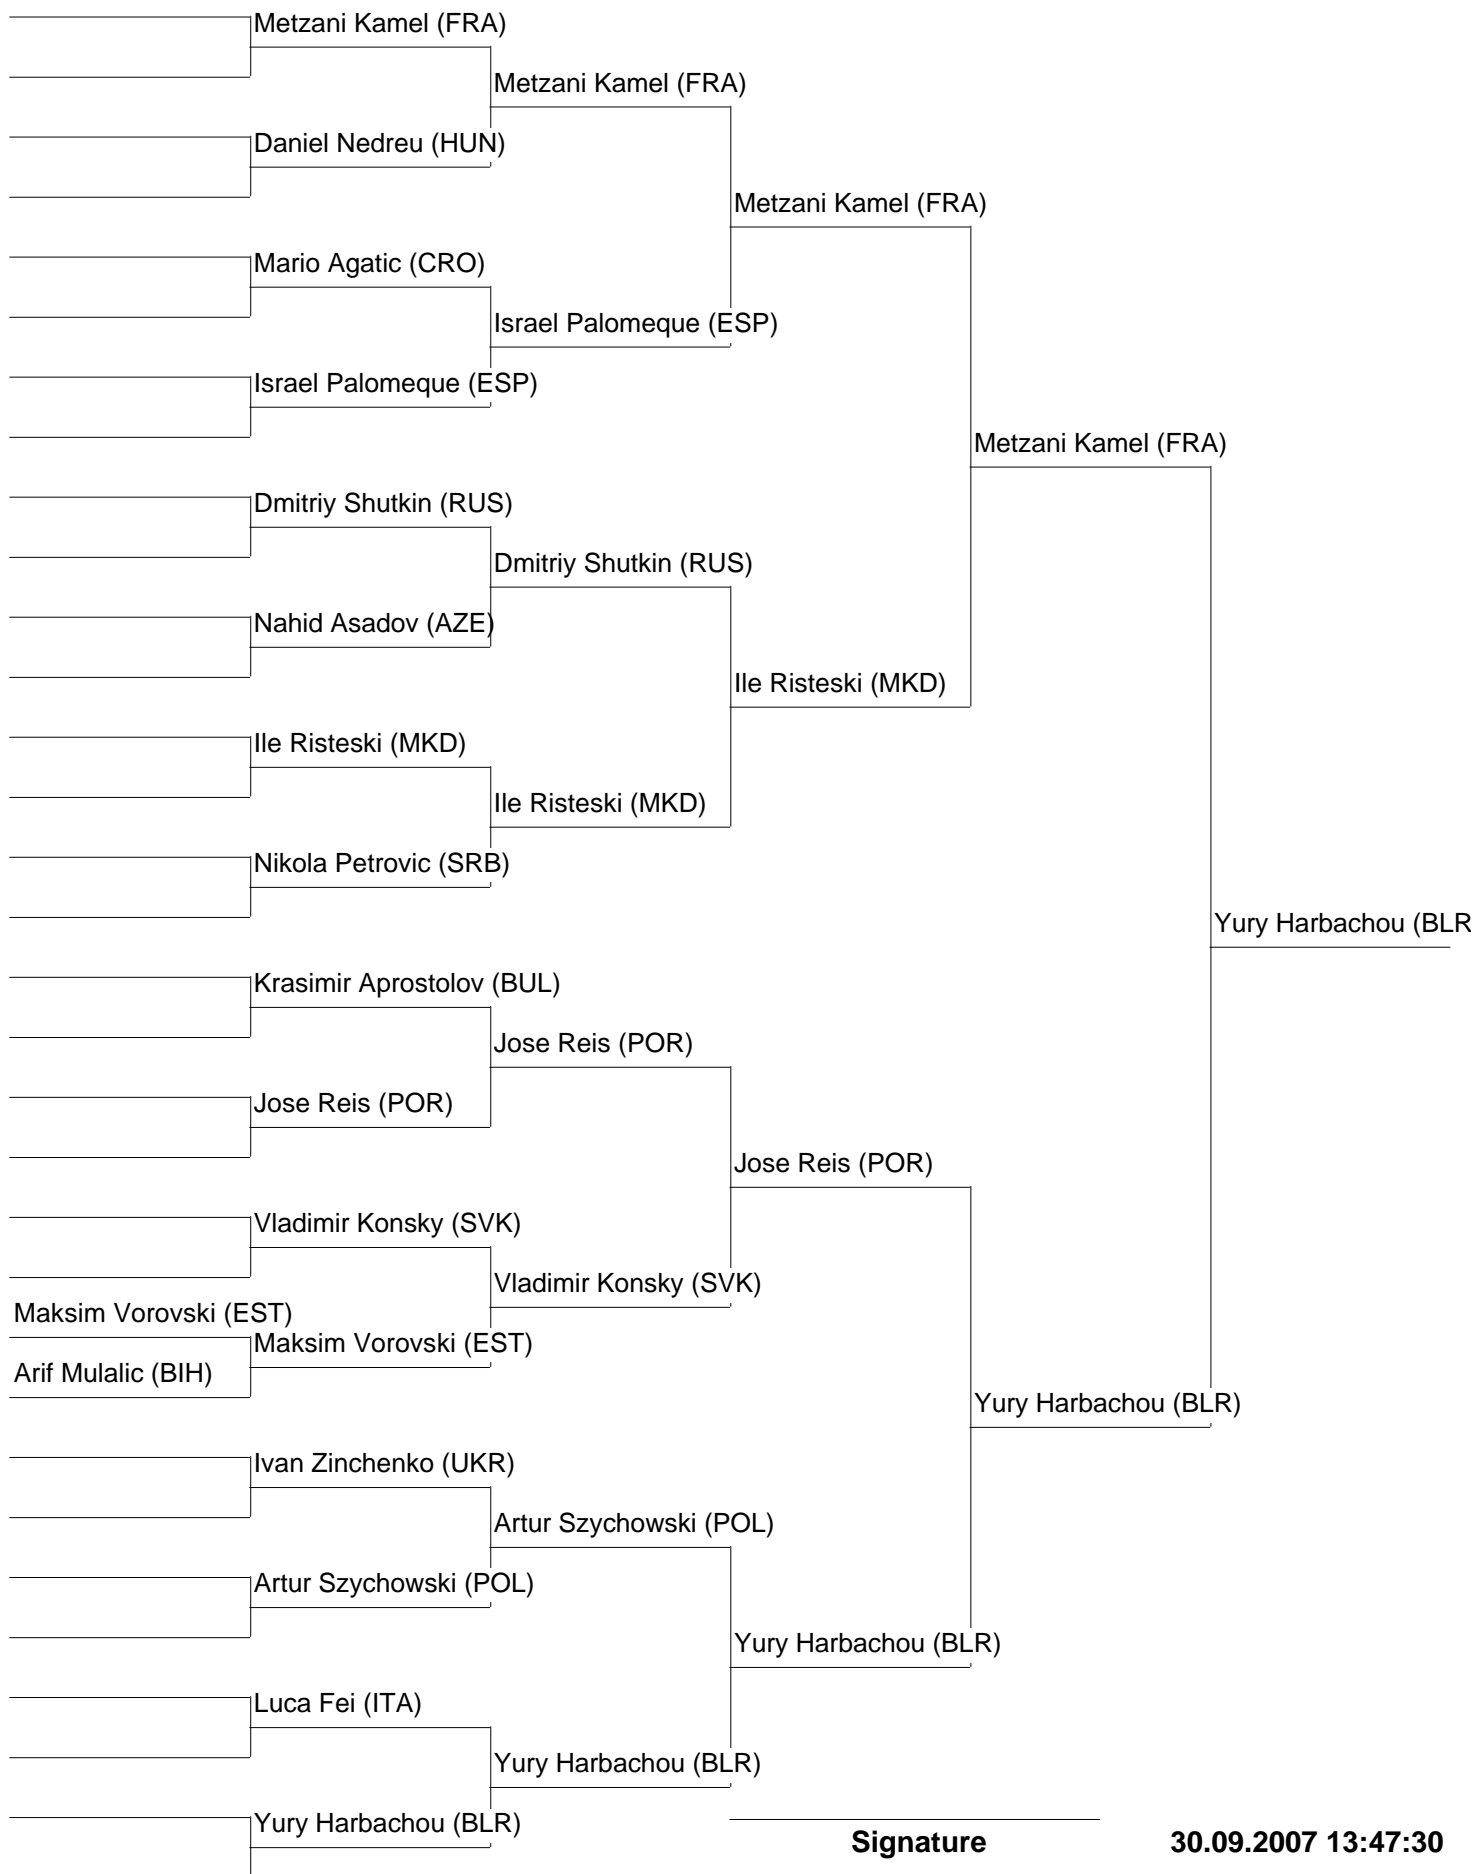 Metzani Kamel (FRA)
Metzani Kamel (FRA)
Daniel Nedreu (HUN)
Metzani Kamel (FRA)
Mario Agatic (CRO)
Israel Palomeque (ESP)
Israel Palomeque (ESP)
Metzani Kamel (FRA)
Dmitriy Shutkin (RUS)
Dmitriy Shutkin (RUS)
Nahid Asadov (AZE)
Ile Risteski (MKD)
Ile Risteski (MKD)
Ile Risteski (MKD)
Nikola Petrovic (SRB)
Yury Harbachou (BLR
Krasimir Aprostolov (BUL)
Jose Reis (POR)
Jose Reis (POR)
Jose Reis (POR)
Vladimir Konsky (SVK)
Vladimir Konsky (SVK)
Maksim Vorovski (EST)
Maksim Vorovski (EST)
Arif Mulalic (BIH)
Yury Harbachou (BLR)
Ivan Zinchenko (UKR)
Artur Szychowski (POL)
Artur Szychowski (POL)
Yury Harbachou (BLR)
Luca Fei (ITA)
Yury Harbachou (BLR)
Yury Harbachou (BLR)
Signature 30.09.2007 13:47:30